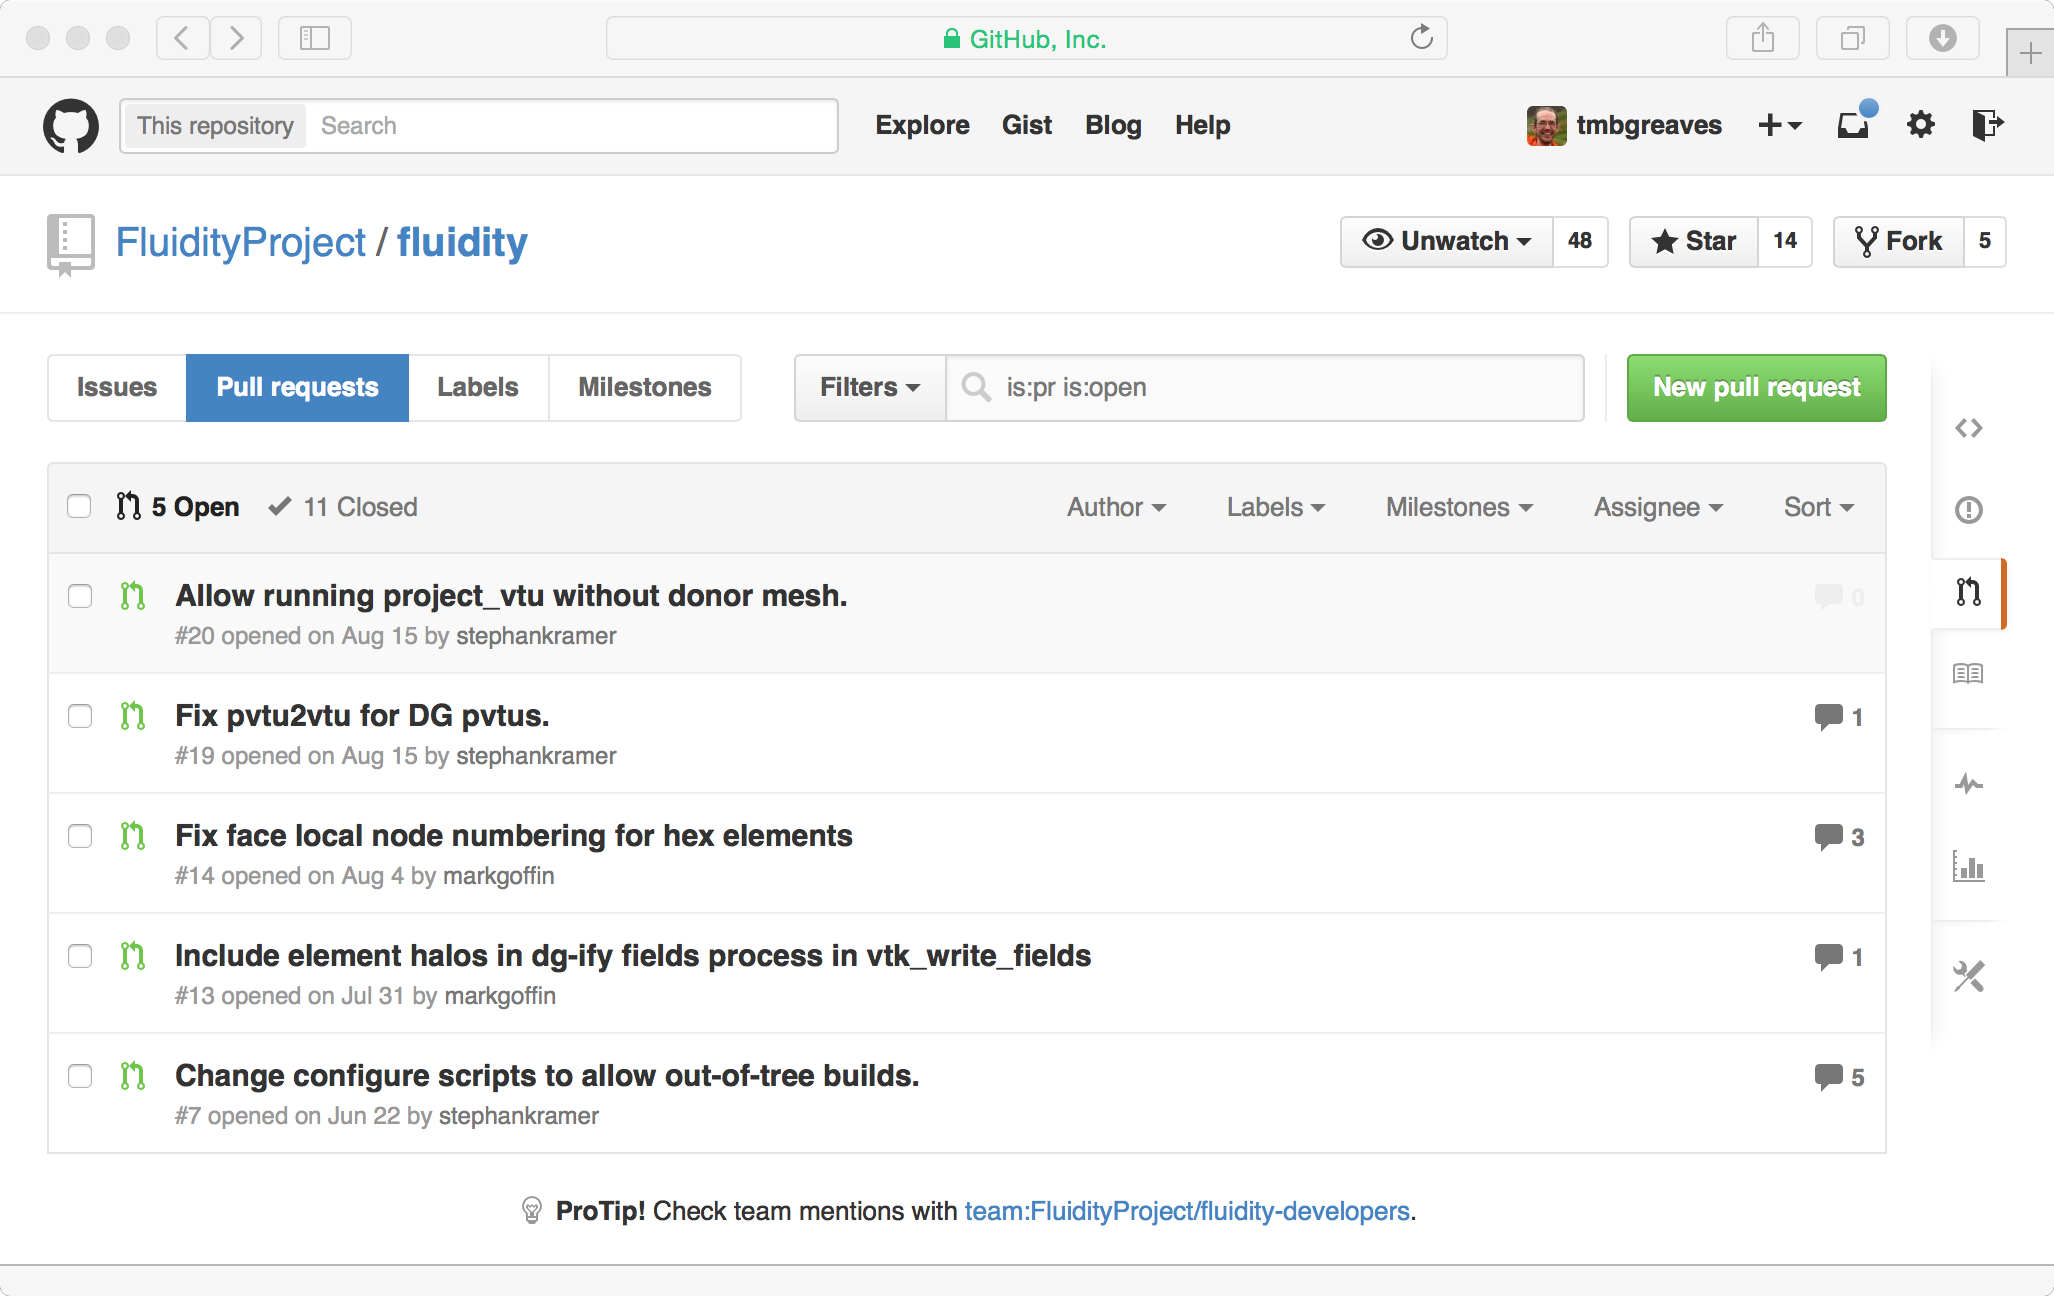 GitHub, Inc.
This repository Search Explore Gist Blog Help tmbgreaves
FluidityProject / fluidity Unwatch 48 Star 14 Fork 5
Issues Pull requests Labels Milestones Filters is:pr is:open New pull request
5 Open 11 Closed Author Labels Milestones Assignee Sort
Allow running project_vtu without donor mesh. 0
#20 opened on Aug 15 by stephankramer
Fix pvtu2vtu for DG pvtus. 1
#19 opened on Aug 15 by stephankramer
Fix face local node numbering for hex elements 3
#14 opened on Aug 4 by markgoffin
Include element halos in dg-ify fields process in vtk_write_fields 1
#13 opened on Jul 31 by markgoffin
Change configure scripts to allow out-of-tree builds. 5
#7 opened on Jun 22 by stephankramer
ProTip! Check team mentions with team:FluidityProject/fluidity-developers.